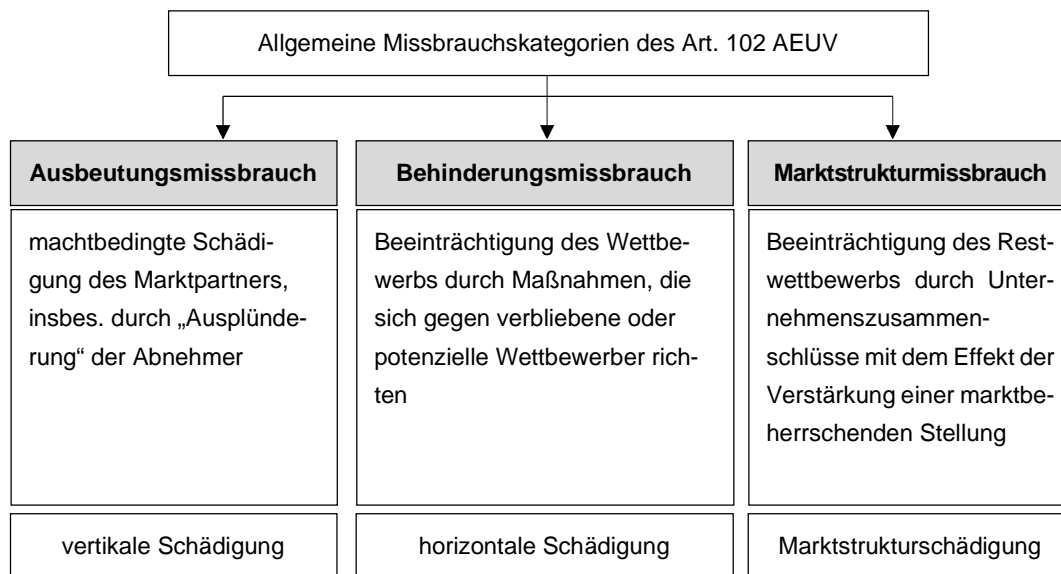 Allgemeine Missbrauchskategorien des Art. 102 AEUV
Ausbeutungsmissbrauch
machtbedingte Schädi-
gung des Marktpartners,
insbes. durch „Ausplünde-
rung“ der Abnehmer
vertikale Schädigung
Behinderungsmissbrauch
Beeinträchtigung des Wettbe-
werbs durch Maßnahmen, die
sich gegen verbliebene oder
potenzielle Wettbewerber rich-
ten
horizontale Schädigung
Marktstrukturmissbrauch
Beeinträchtigung des Rest-
wettbewerbs durch Unter-
nehmenszusammen-
schlüsse mit dem Effekt der
Verstärkung einer marktbe-
herrschenden Stellung
Marktstrukturschädigung